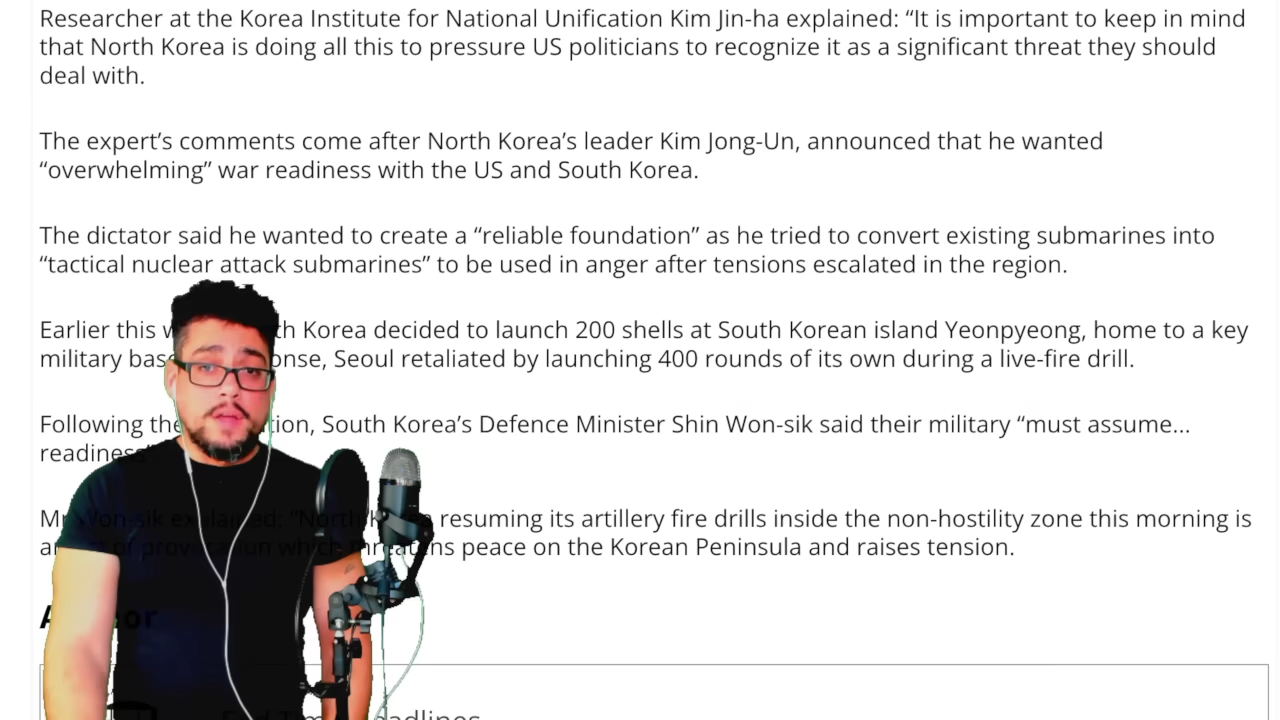 Researcher at the Korea Institute for National Unification Kim Jin-ha explained: “It is important to keep in mind
that North Korea is doing all this to pressure US politicians to recognize it as a significant threat they should
deal with.
The expert’s comments come after North Korea’s leader Kim Jong-Un, announced that he wanted
“overwhelming” war readiness with the US and South Korea.
The dictator said he wanted to create a “reliable foundation” as he tried to convert existing submarines into
“tactical nuclear attack submarines” to be used in anger after tensions escalated in the region.
Earlier this Korea decided to launch 200 shells at South Korean island Yeonpyeong, home to a key
military Seoul retaliated by launching 400 rounds of its own during a live-fire drill.
Following South Korea’s Defence Minister Shin Won-sik said their military “must assume...
readiness
Won-sik explained: “North resuming its artillery fire drills inside the non-hostility zone this morning is
of provocation which threatens peace on the Korean Peninsula and raises tension.